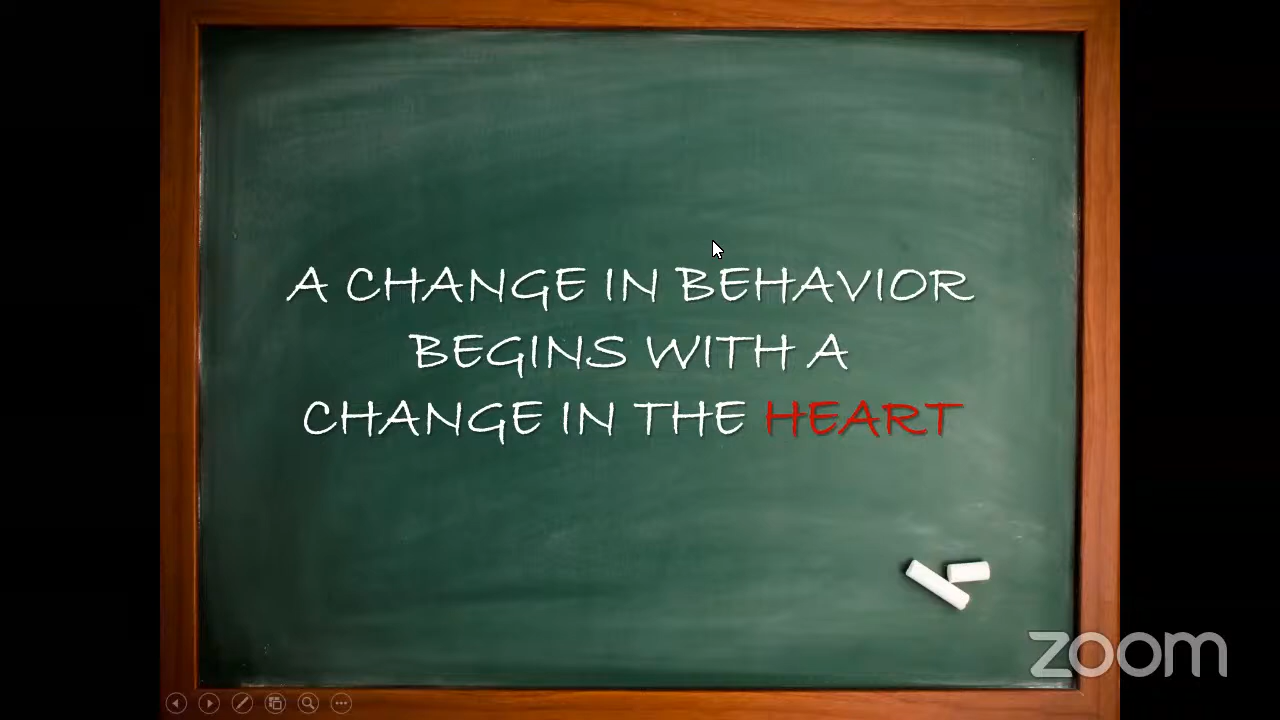 A CHANGE IN BEHAVIOR
BEGINS WITH A
CHANGE IN THE HEART
zoom